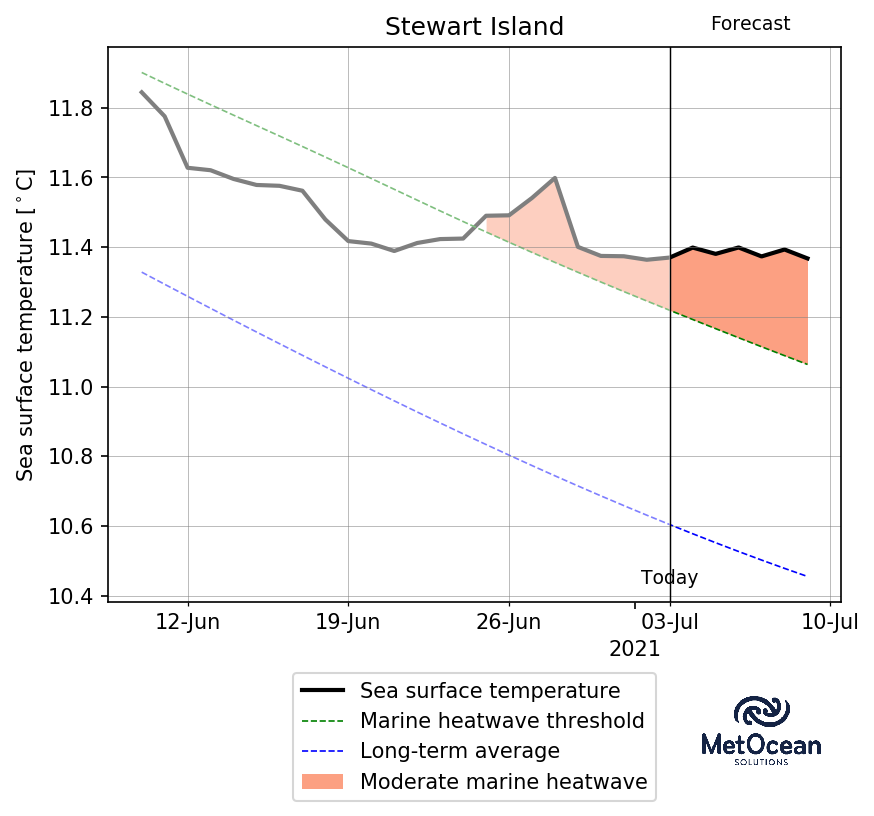 Stewart Island
Forecast
Sea surface temperature [°C]
11.8
11.6
11.4
11.2
11.0
10.8
10.6
10.4
Today
12-Jun
19-Jun
26-Jun
03-Jul
10-Jul
2021
Sea surface temperature
Marine heatwave threshold
Long-term average
Moderate marine heatwave
MetOcean
SOLUTIONS